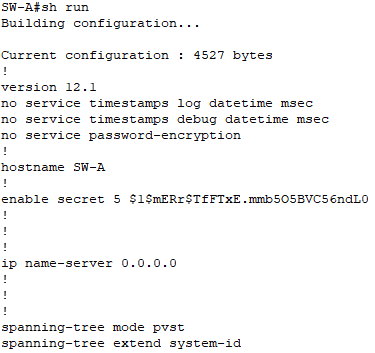 SW-A#sh run
Building configuration...
Current configuration : 4527 bytes
!
version 12.1
no service timestamps log datetime msec
no service timestamps debug datetime msec
no service password-encryption
!
hostname SW-A
!
enable secret 5 $1$mERr$TfFTxE.mmb5O5BVC56ndL0
!
!
!
ip name-server 0.0.0.0
!
!
!
spanning-tree mode pvst
spanning-tree extend system-id